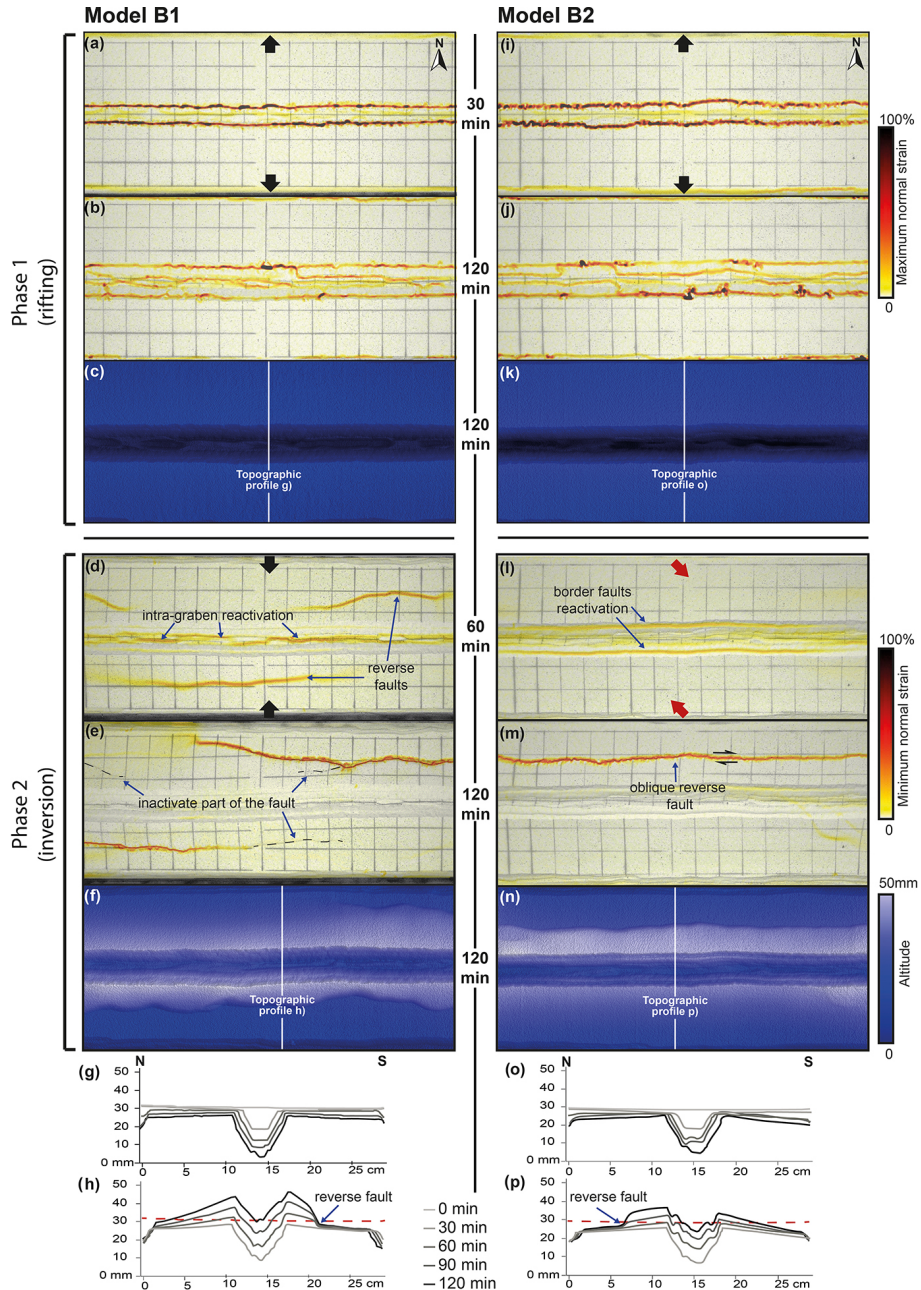 Model B1
Model B2
Phase 1
(rifting)
(a)
N
30
min
(i)
N
100%
Maximum normal strain
0
(b)
120
min
(j)
(c)
Topographic
profile g)
120
min
(k)
Topographic
profile o)
Phase 2
(inversion)
(d)
intra-graben reactivation
reverse
faults
60
min
(l)
border faults
reactivation
100%
Minimum normal strain
0
(e)
inactivate part of the fault
120
min
(m)
oblique reverse
fault
(f)
Topographic
profile h)
120
min
(n)
Topographic
profile p)
50mm
Altitude
0
(g)
N
S
50
40
30
20
10
0 mm
0
5
10
15
20
25 cm
(o)
N
S
50
40
30
20
10
0 mm
0
5
10
15
20
25 cm
(h)
reverse fault
50
40
30
20
10
0 mm
0
5
10
15
20
25 cm
0 min
30 min
60 min
90 min
120 min
(p)
reverse fault
50
40
30
20
10
0 mm
0
5
10
15
20
25 cm